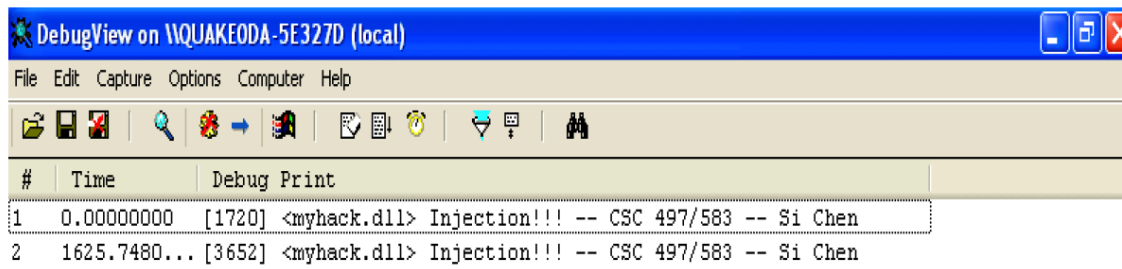 DebugView on \\QUAKE0DA-5E327D (local)
File Edit Capture Options Computer Help
# Time Debug Print
1 0.00000000 [1720] <myhack.dll> Injection!!! -- CSC 497/583 -- Si Chen
2 1625.7480... [3652] <myhack.dll> Injection!!! -- CSC 497/583 -- Si Chen